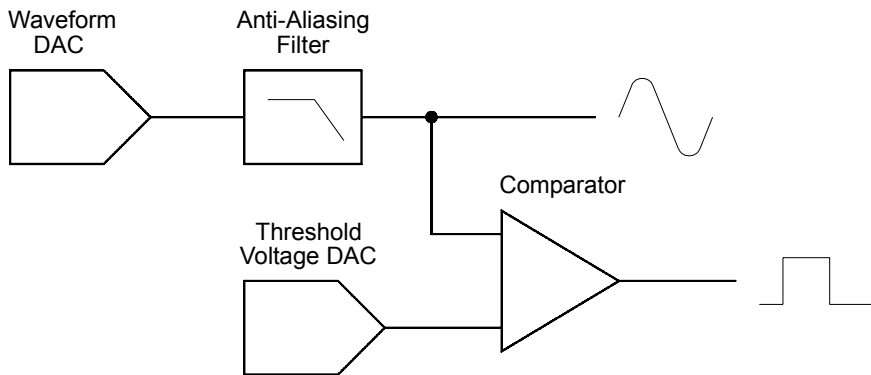 Waveform
DAC
Anti-Aliasing
Filter
Comparator
Threshold
Voltage DAC